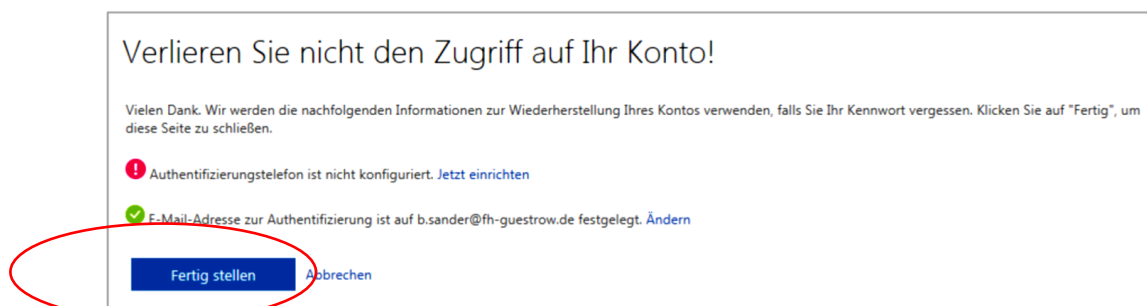 Verlieren Sie nicht den Zugriff auf Ihr Konto!
Vielen Dank. Wir werden die nachfolgenden Informationen zur Wiederherstellung Ihres Kontos verwenden, falls Sie Ihr Kennwort vergessen. Klicken Sie auf "Fertig", um
diese Seite zu schließen.
Authentifizierungstelefon ist nicht konfiguriert. Jetzt einrichten
E-Mail-Adresse zur Authentifizierung ist auf b.sander@fh-guestrow.de festgelegt. Ändern
Fertig stellen Abbrechen